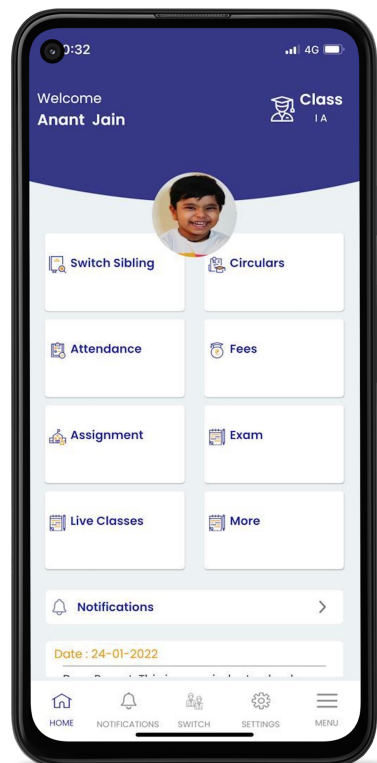 0:32
4G
Welcome
Anant Jain
Class
I A
Switch Sibling
Circulars
Attendance
Fees
Assignment
Exam
Live Classes
More
Notifications
Date : 24-01-2022
HOME
NOTIFICATIONS
SWITCH
SETTINGS
MENU